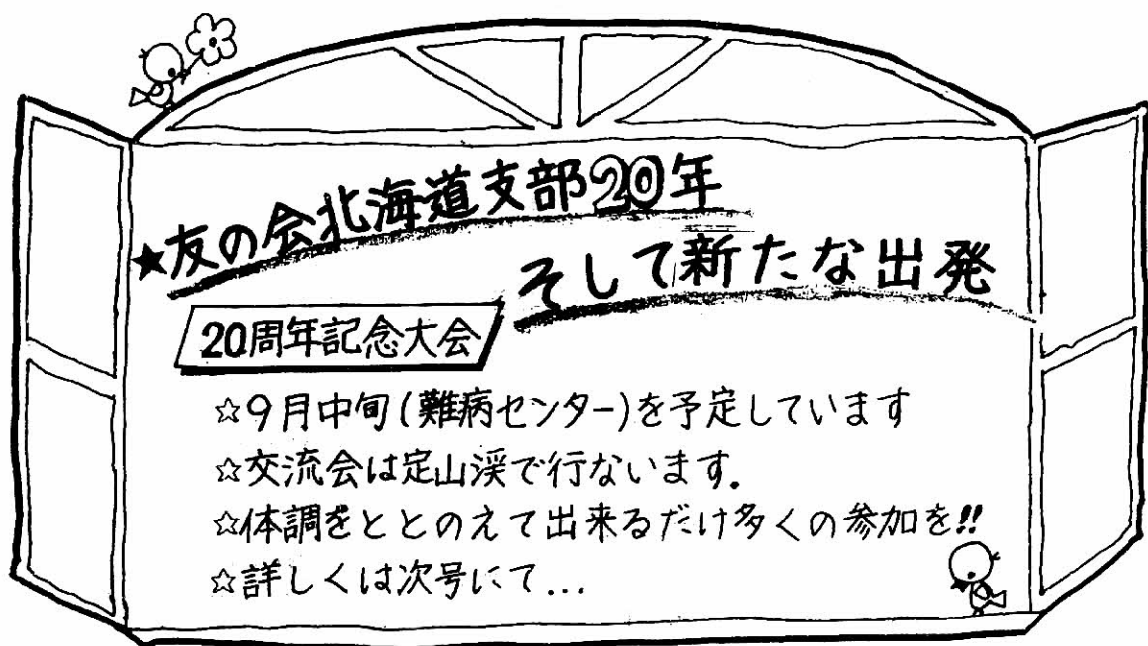 ★友の会北海道支部20年
そして新たな出発
20周年記念大会
☆9月中旬(難病センター)を予定しています
☆交流会は定山渓で行ないます.
☆体調をととのえて出来るだけ多くの参加を!!
☆詳しくは次号にて...